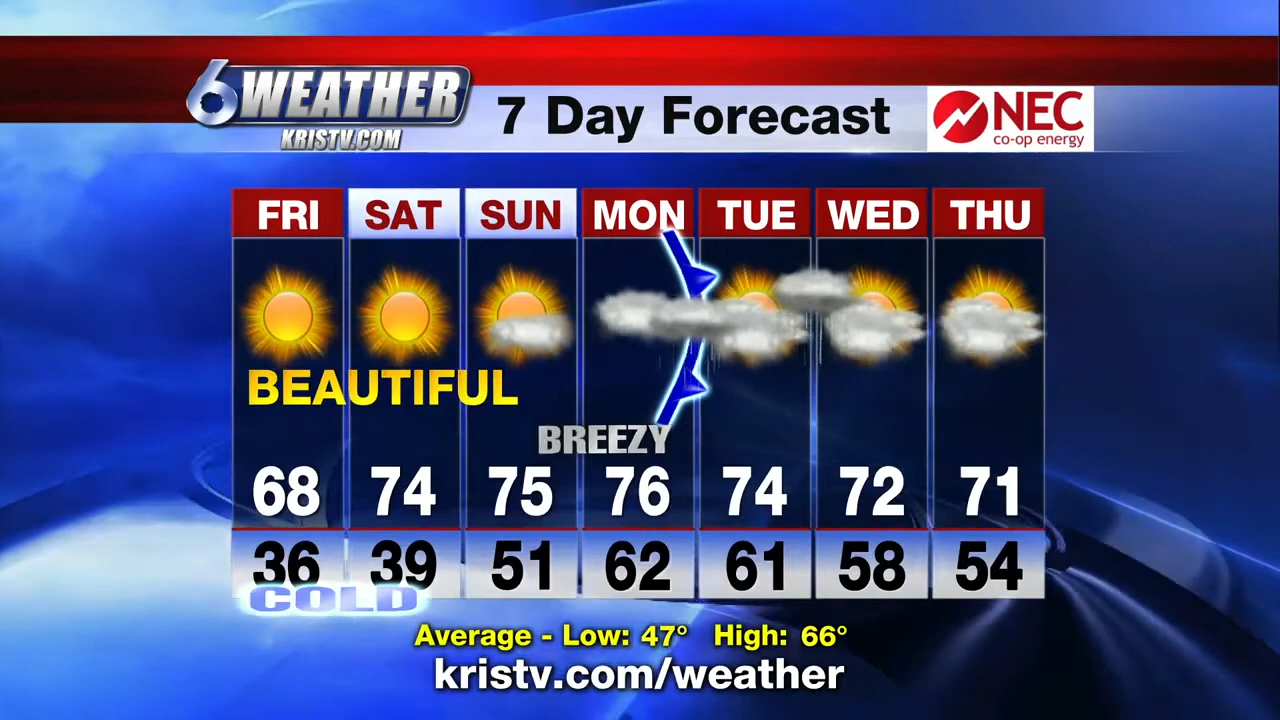 6 WEATHER
KRISTV.COM
7 Day Forecast
NEC
co-op energy
FRI SAT SUN MON TUE WED THU
BEAUTIFUL
BREEZY
68 74 75 76 74 72 71
36 39 51 62 61 58 54
COLD
Average - Low: 47° High: 66°
kristv.com/weather